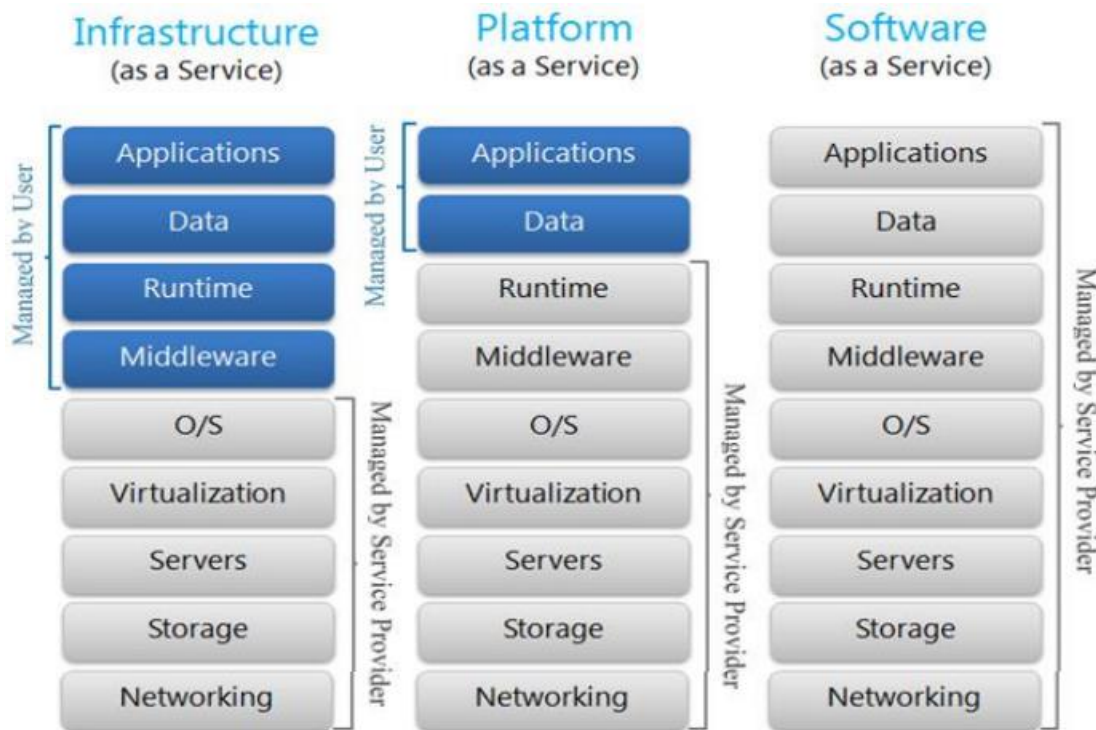 Infrastructure
(as a Service)
Managed by User
Applications
Data
Runtime
Middleware
O/S
Virtualization
Servers
Storage
Networking
Managed by Service Provider
Platform
(as a Service)
Managed by User
Applications
Data
Runtime
Middleware
O/S
Virtualization
Servers
Storage
Networking
Managed by Service Provider
Software
(as a Service)
Applications
Data
Runtime
Middleware
O/S
Virtualization
Servers
Storage
Networking
Managed by Service Provider